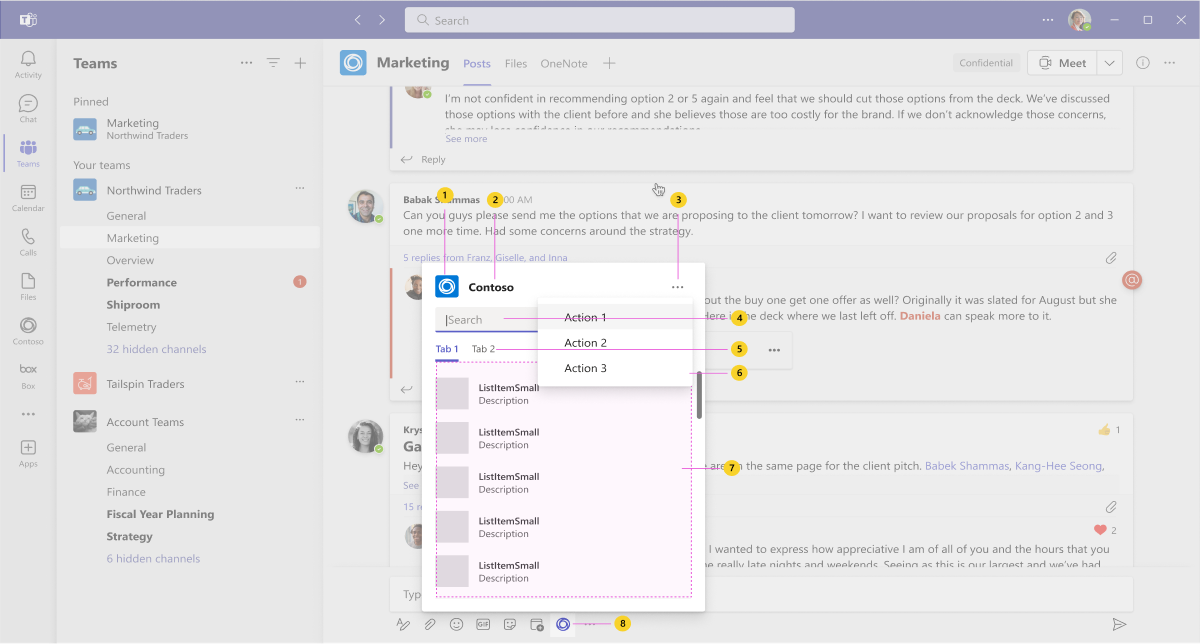 Search
Activity
Chat
Teams
Calendar
Calls
Files
Contoso
box
Box
Apps
Teams
Pinned
Marketing
Northwind Traders
Your teams
Northwind Traders
General
Marketing
Overview
Performance
1
Shiproom
Telemetry
32 hidden channels
Tailspin Traders
Account Teams
General
Accounting
Finance
Fiscal Year Planning
Strategy
6 hidden channels
Marketing
Posts
Files
OneNote
Confidential
Meet
I'm not confident in recommending option 2 or 5 again and feel that we should cut those options from the deck. We've discussed
those options with the client before and she believes those are too costly for the brand. If we don't acknowledge those concerns,
she may lose confidence in our recommendations.
See more
Reply
1
2
3
Babak Shammas
:00 AM
Can you guys please send me the options that we are proposing to the client tomorrow? I want to review our proposals for option 2 and 3
one more time. Had some concerns around the strategy.
5 replies from Franz, Giselle, and Inna
out the buy one get one offer as well? Originally it was slated for August but she
Here is the deck where we last left off. Daniela can speak more to it.
Contoso
Search
Action 1
4
Action 2
Action 3
Tab 1
Tab 2
5
6
ListItemSmall
Description
ListItemSmall
Description
ListItemSmall
Description
ListItemSmall
Description
ListItemSmall
Description
7
Krys
1
Ga
Hey
are on the same page for the client pitch. Babek Shammas, Kang-Hee Seong,
See
15 re
2
I wanted to express how appreciative I am of all of you and the hours that you
really late nights and weekends. Seeing as this is our largest and we've had
Typ
GIF
8